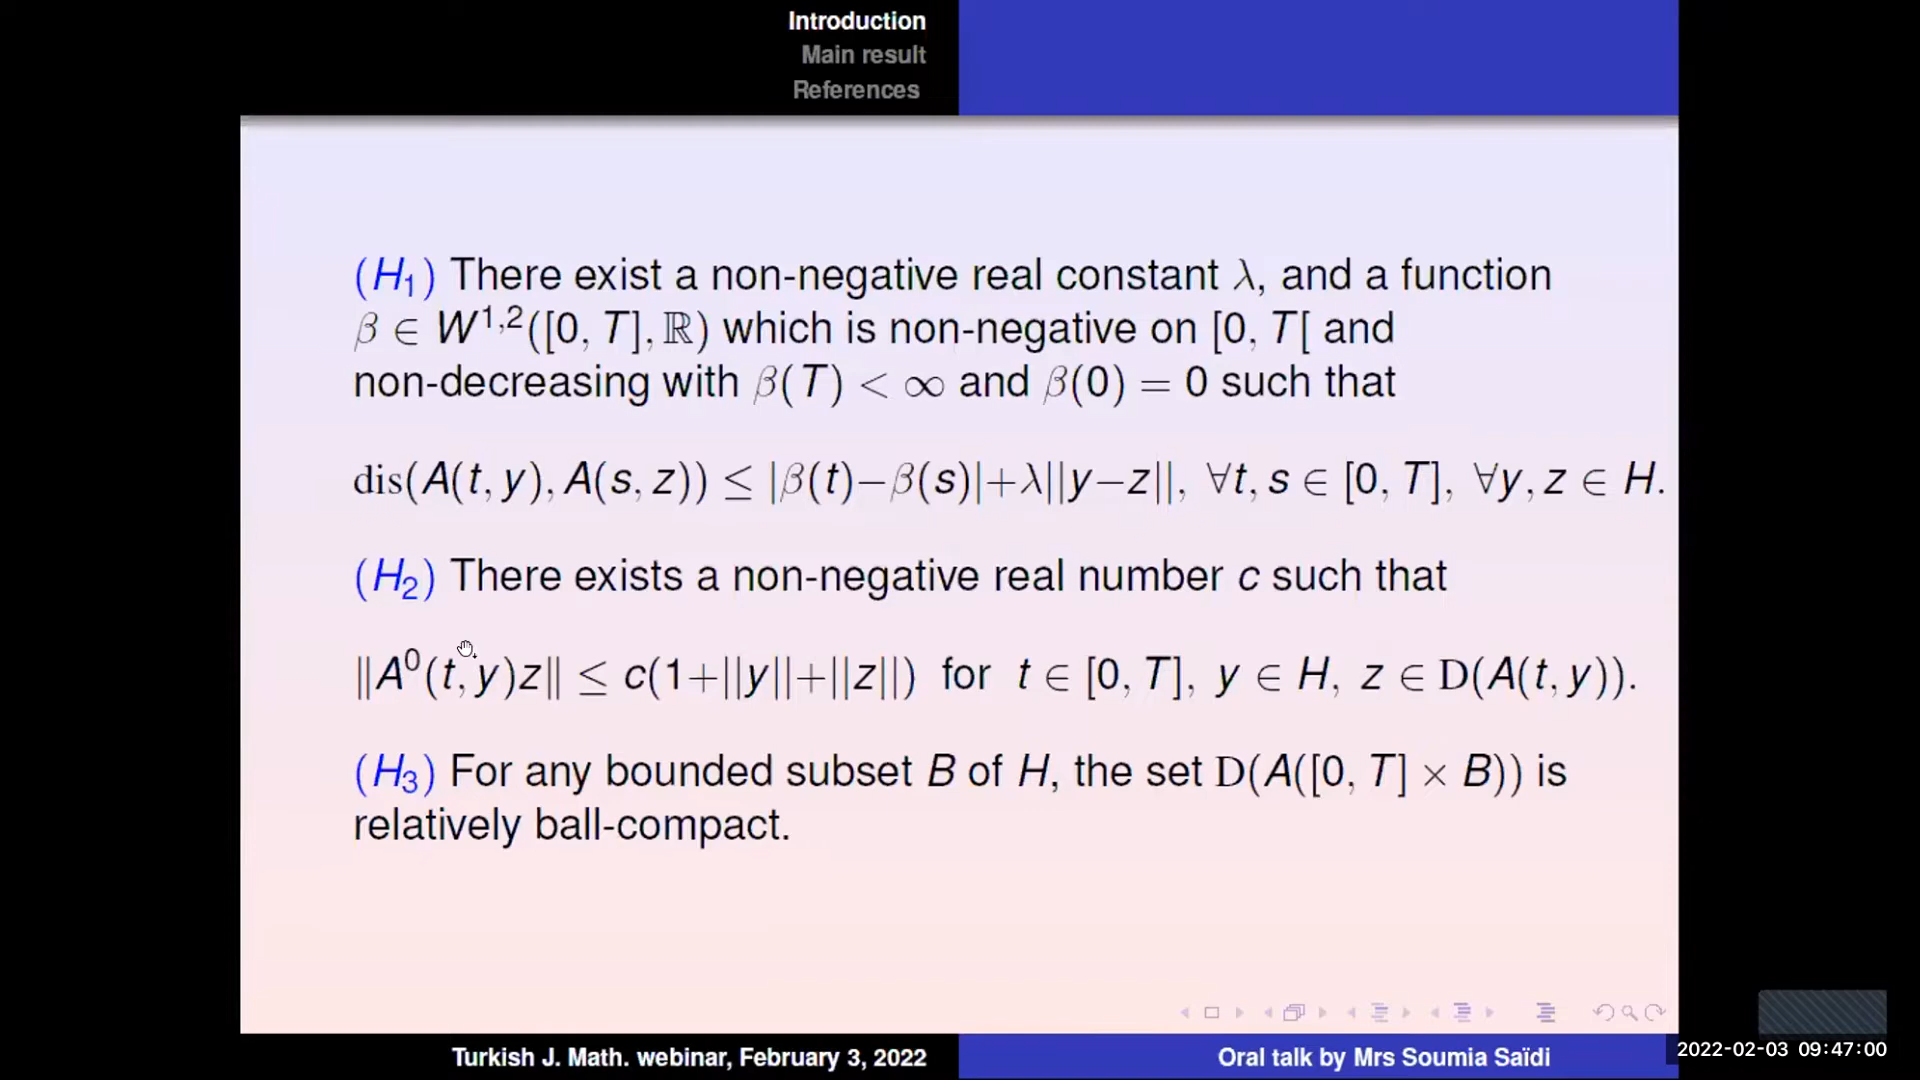 Introduction
Main result
References
(H₁) There exist a non-negative real constant λ, and a function
β ∈ W¹,²([0, T], ℝ) which is non-negative on [0, T[ and
non-decreasing with β(T) < ∞ and β(0) = 0 such that
dis(A(t, y), A(s, z)) ≤ |β(t)−β(s)|+λ||y−z||, ∀t, s ∈ [0, T], ∀y, z ∈ H.
(H₂) There exists a non-negative real number c such that
‖A⁰(t, y)z‖ ≤ c(1+||y||+||z||) for t ∈ [0, T], y ∈ H, z ∈ D(A(t, y)).
(H₃) For any bounded subset B of H, the set D(A([0, T] × B)) is
relatively ball-compact.
Turkish J. Math. webinar, February 3, 2022
Oral talk by Mrs Soumia Saïdi
2022-02-03 09:47:00